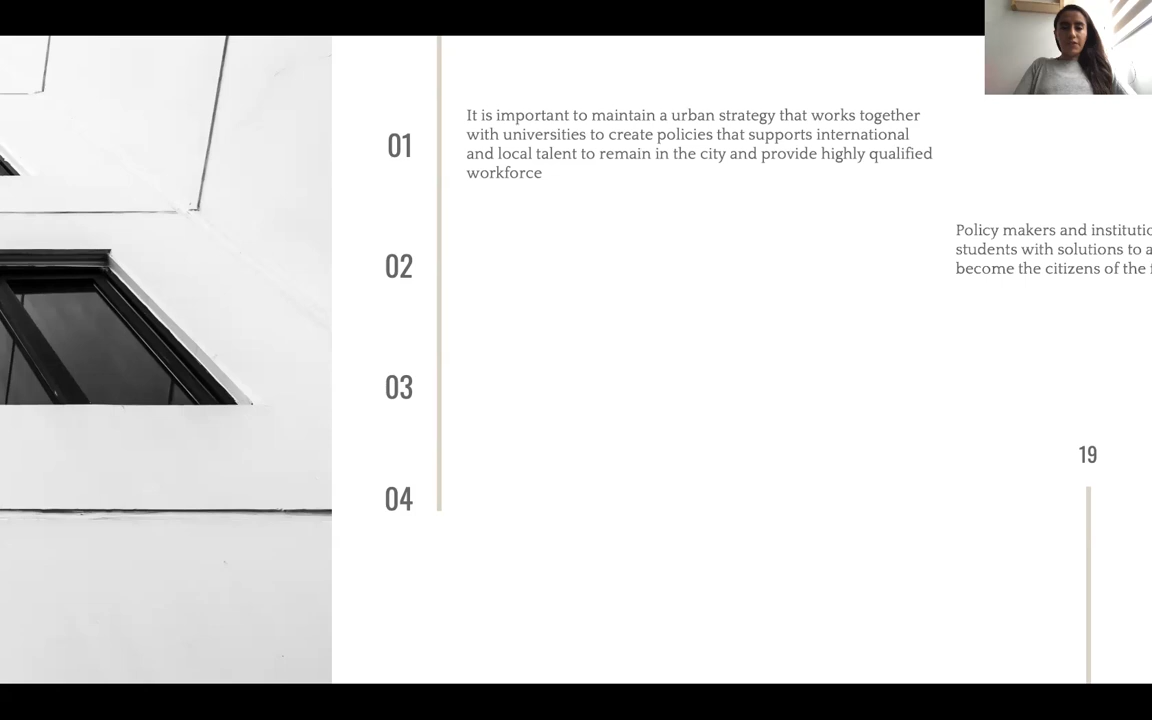 01
It is important to maintain a urban strategy that works together
with universities to create policies that supports international
and local talent to remain in the city and provide highly qualified
workforce
02
Policy makers and
students with solutions to
become the citizens of the
03
19
04